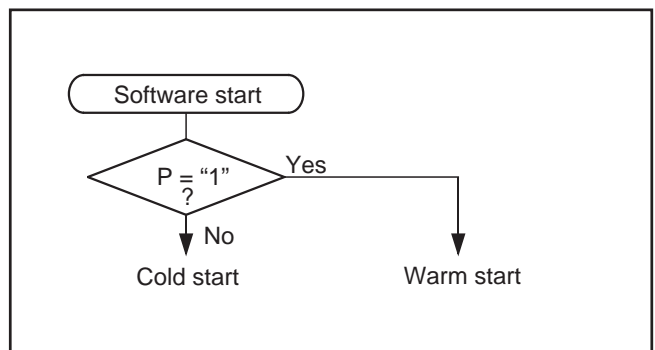 Software start
P = “1”
?
Yes
No
Cold start
Warm start